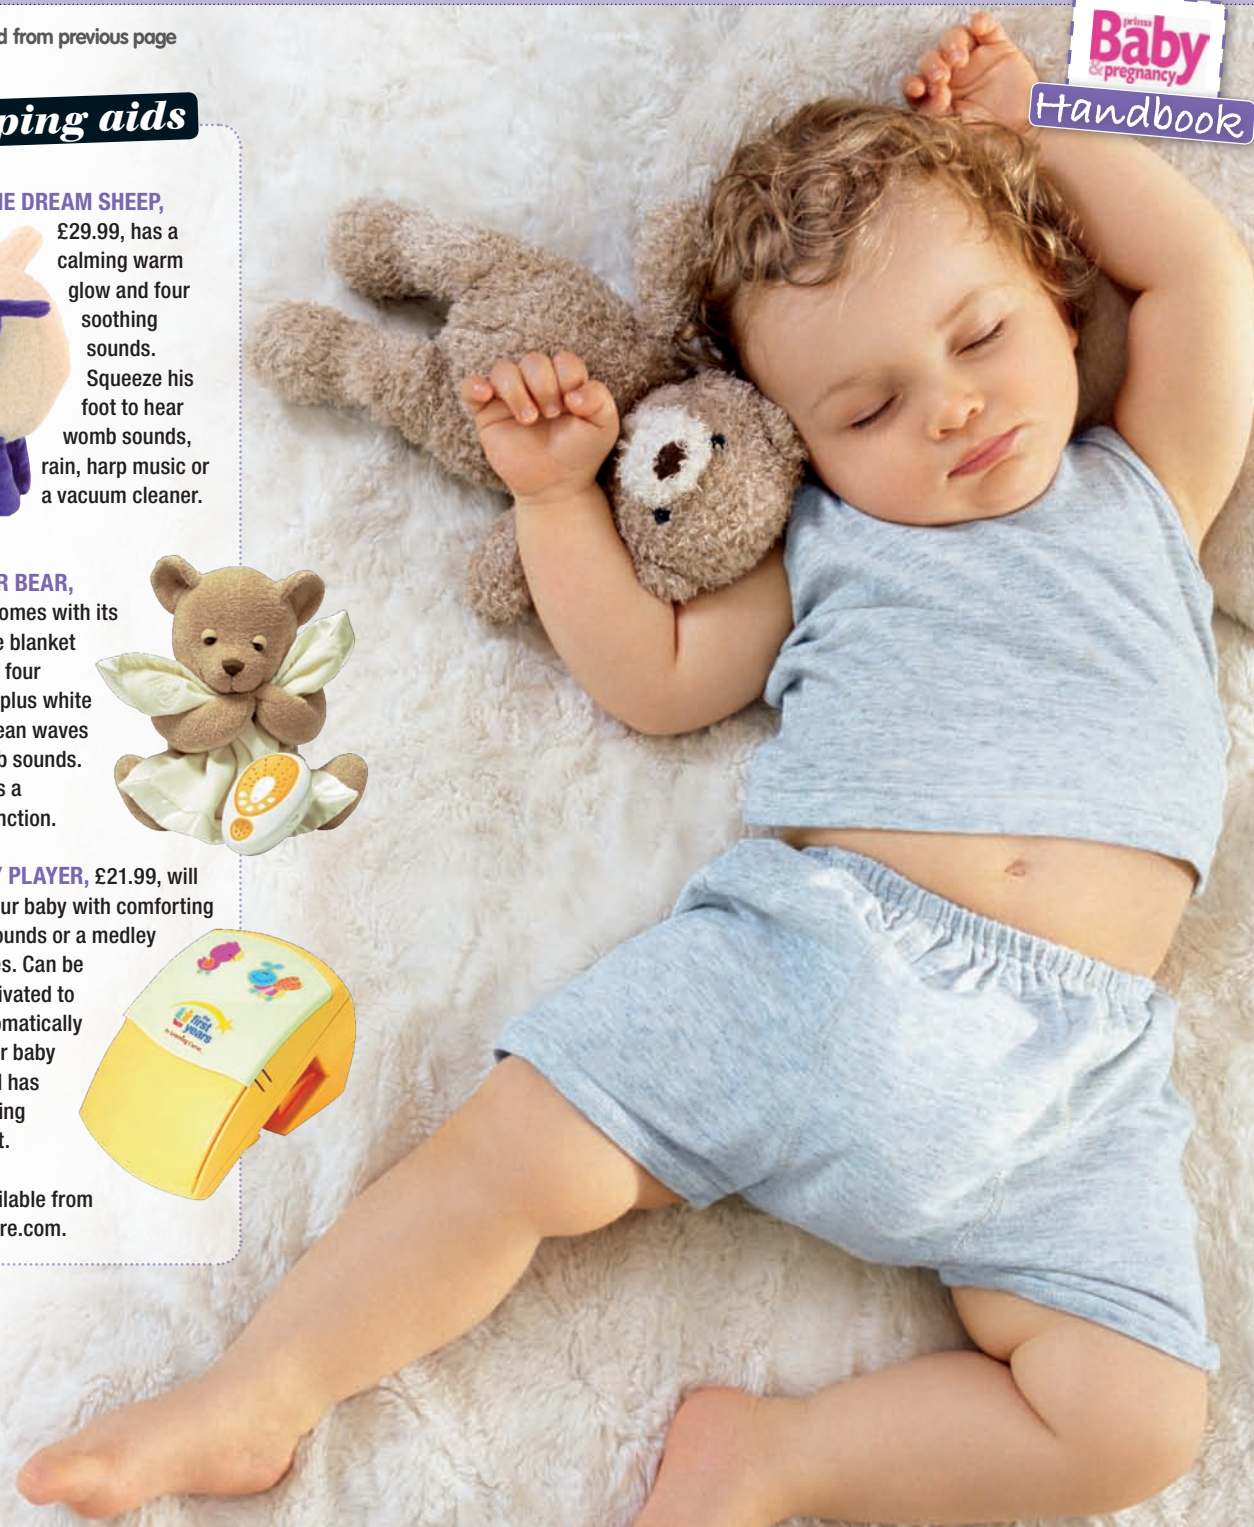 d from previous page
prima
Baby
& pregnancy
Handbook
ping aids
DREAM SHEEP,
£29.99, has a
calming warm
glow and four
soothing
sounds.
Squeeze his
foot to hear
womb sounds,
rain, harp music or
a vacuum cleaner.
R BEAR,
omes with its
e blanket
four
plus white
ean waves
b sounds.
s a
nction.
Y PLAYER, £21.99, will
ur baby with comforting
ounds or a medley
es. Can be
ivated to
omatically
r baby
l has
ing
t.
the
first
years
ilable from
re.com.